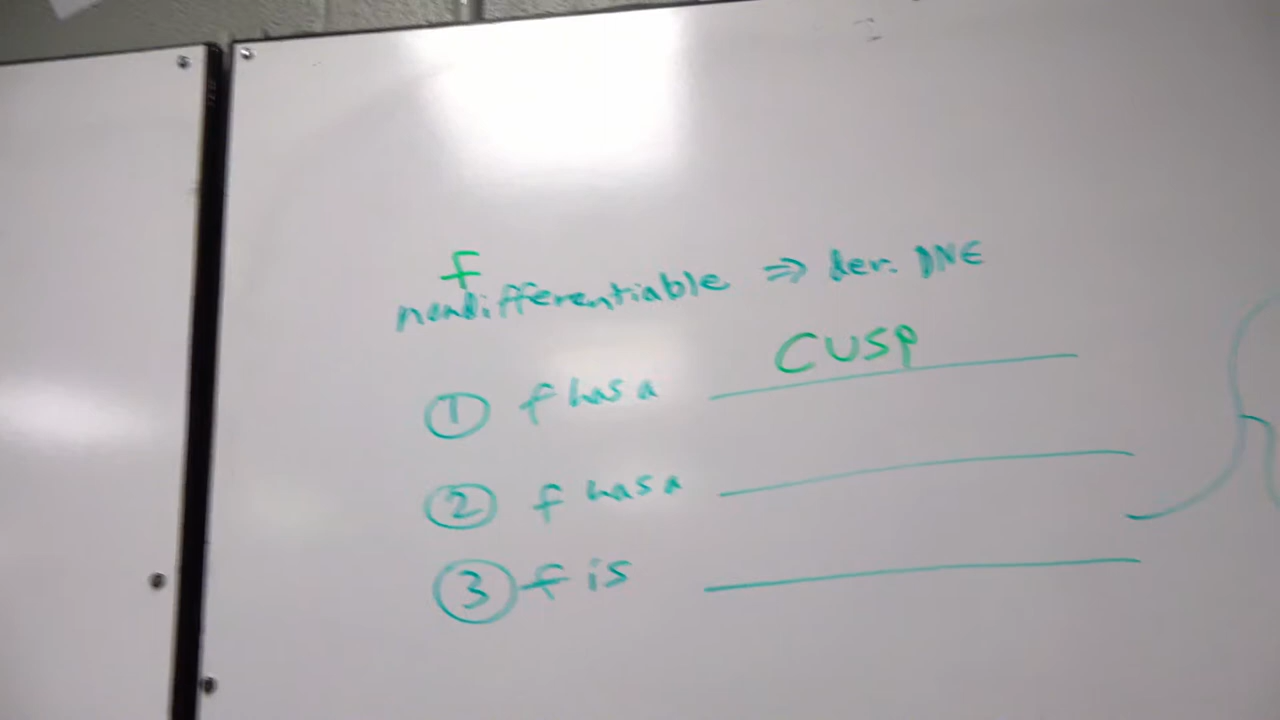 f
nondifferentiable ⇒ der. DNE
① f has a CUSP
② f has a
③ f is